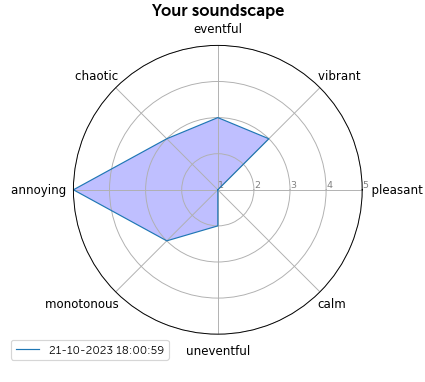 Your soundscape
eventful
chaotic
vibrant
annoying
1 2 3 4 5
pleasant
monotonous
calm
21-10-2023 18:00:59
uneventful